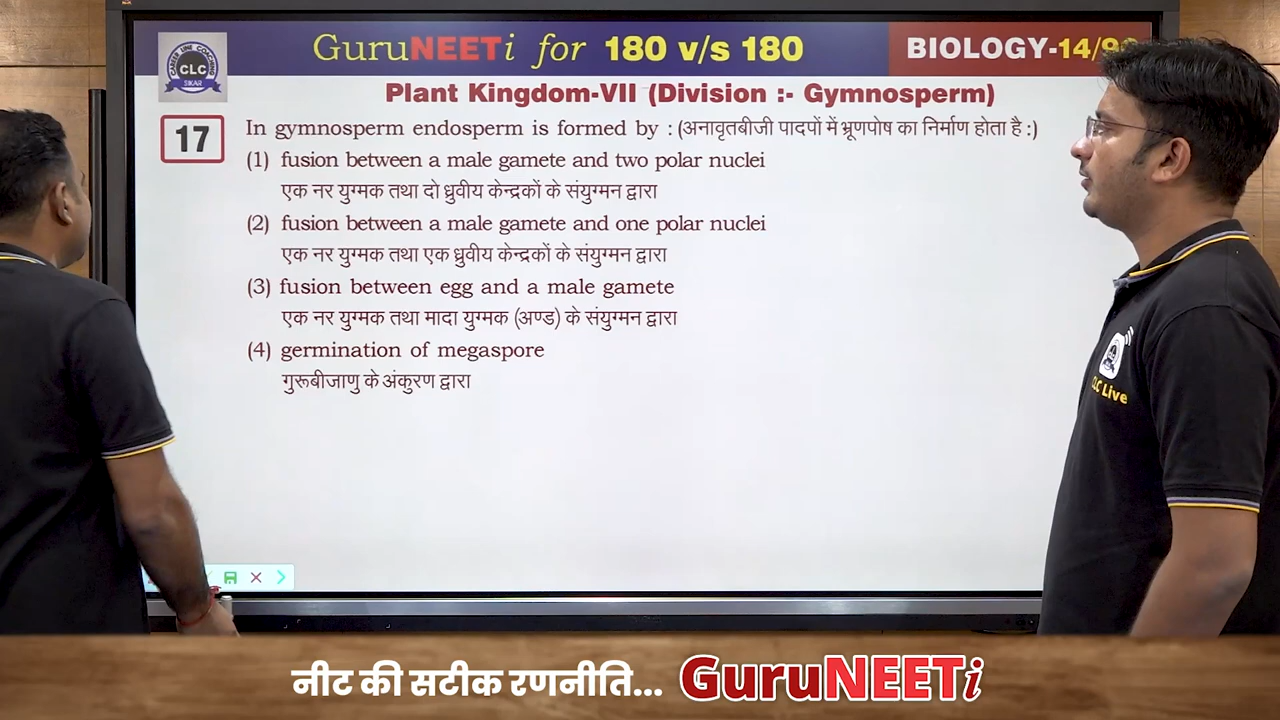 CAREER LINE COACHING
CLC
SIKAR
GuruNEETi for 180 v/s 180
BIOLOGY-14/9
Plant Kingdom-VII (Division :- Gymnosperm)
17
In gymnosperm endosperm is formed by : (अनावृतबीजी पादपों में भ्रूणपोष का निर्माण होता है :)
(1) fusion between a male gamete and two polar nuclei
एक नर युग्मक तथा दो ध्रुवीय केन्द्रकों के संयुग्मन द्वारा
(2) fusion between a male gamete and one polar nuclei
एक नर युग्मक तथा एक ध्रुवीय केन्द्रकों के संयुग्मन द्वारा
(3) fusion between egg and a male gamete
एक नर युग्मक तथा मादा युग्मक (अण्ड) के संयुग्मन द्वारा
(4) germination of megaspore
गुरूबीजाणु के अंकुरण द्वारा
CLC Live
नीट की सटीक रणनीति... GuruNEETi